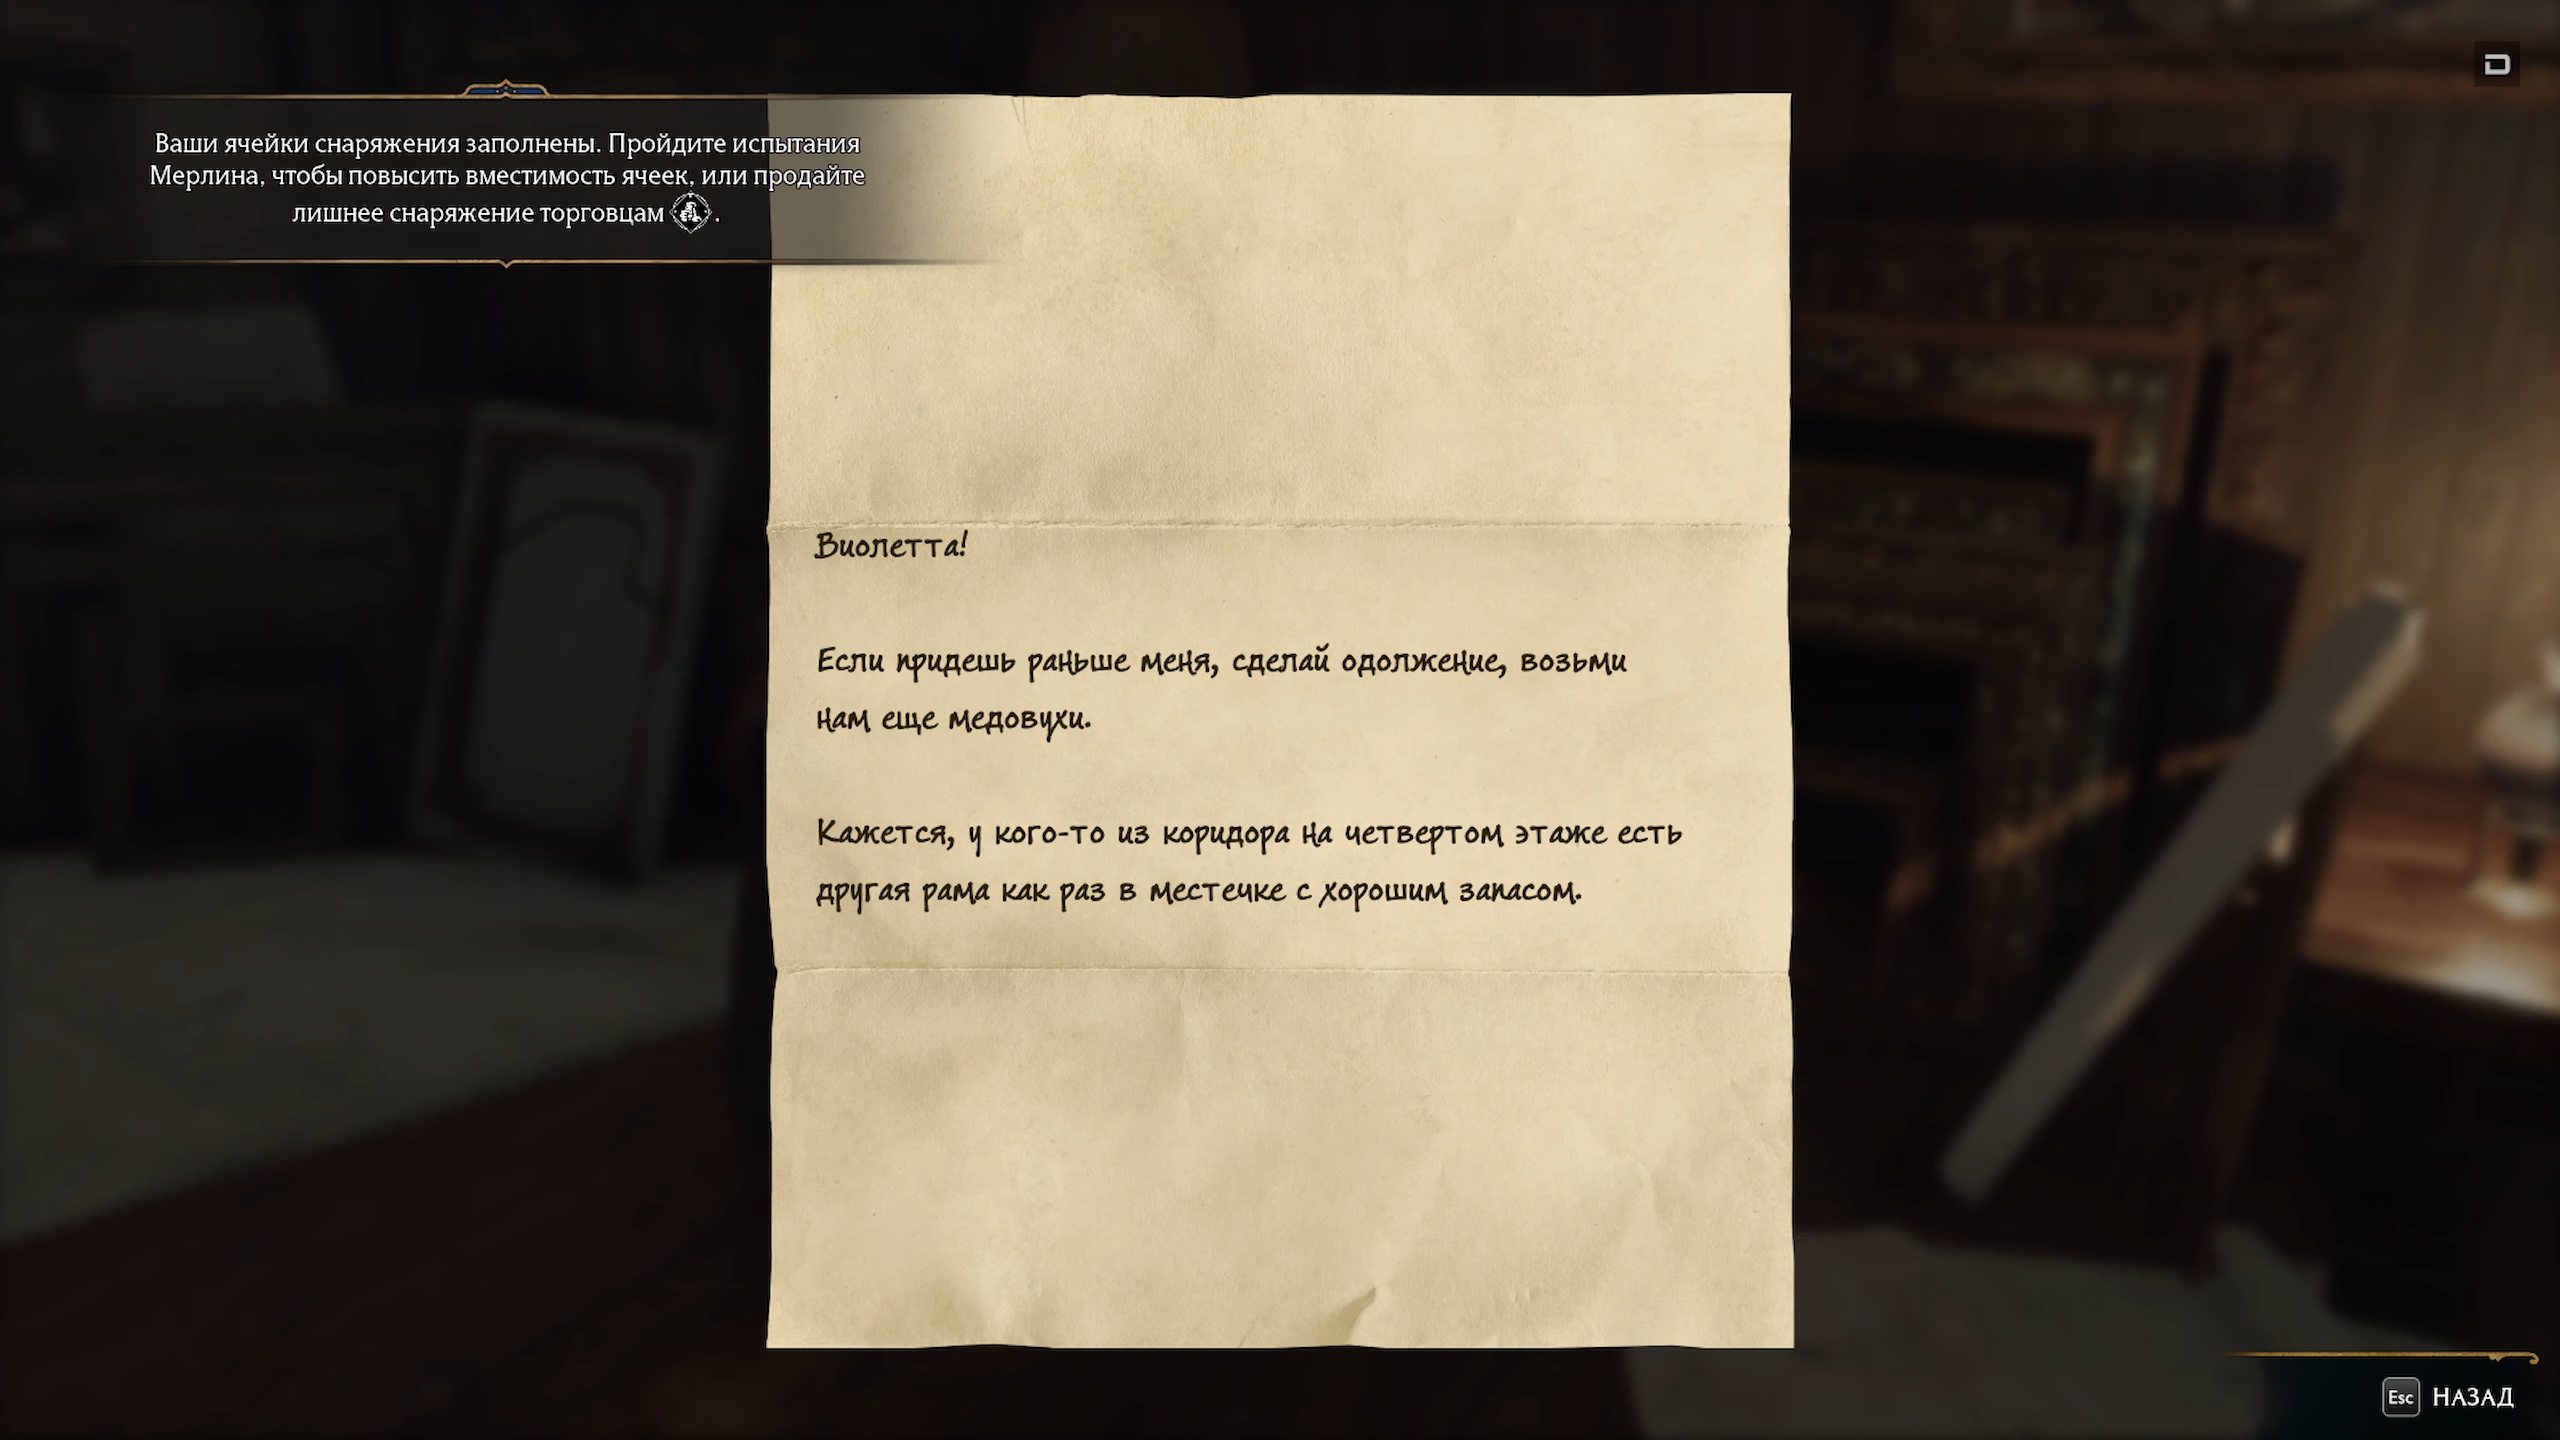 Ваши ячейки снаряжения заполнены. Пройдите испытания
Мерлина, чтобы повысить вместимость ячеек, или продайте
лишнее снаряжение торговцам .
Виолетта!
Если придешь раньше меня, сделай одолжение, возьми
нам еще медовухи.
Кажется, у кого-то из коридора на четвертом этаже есть
другая рама как раз в местечке с хорошим запасом.
Esc НАЗАД